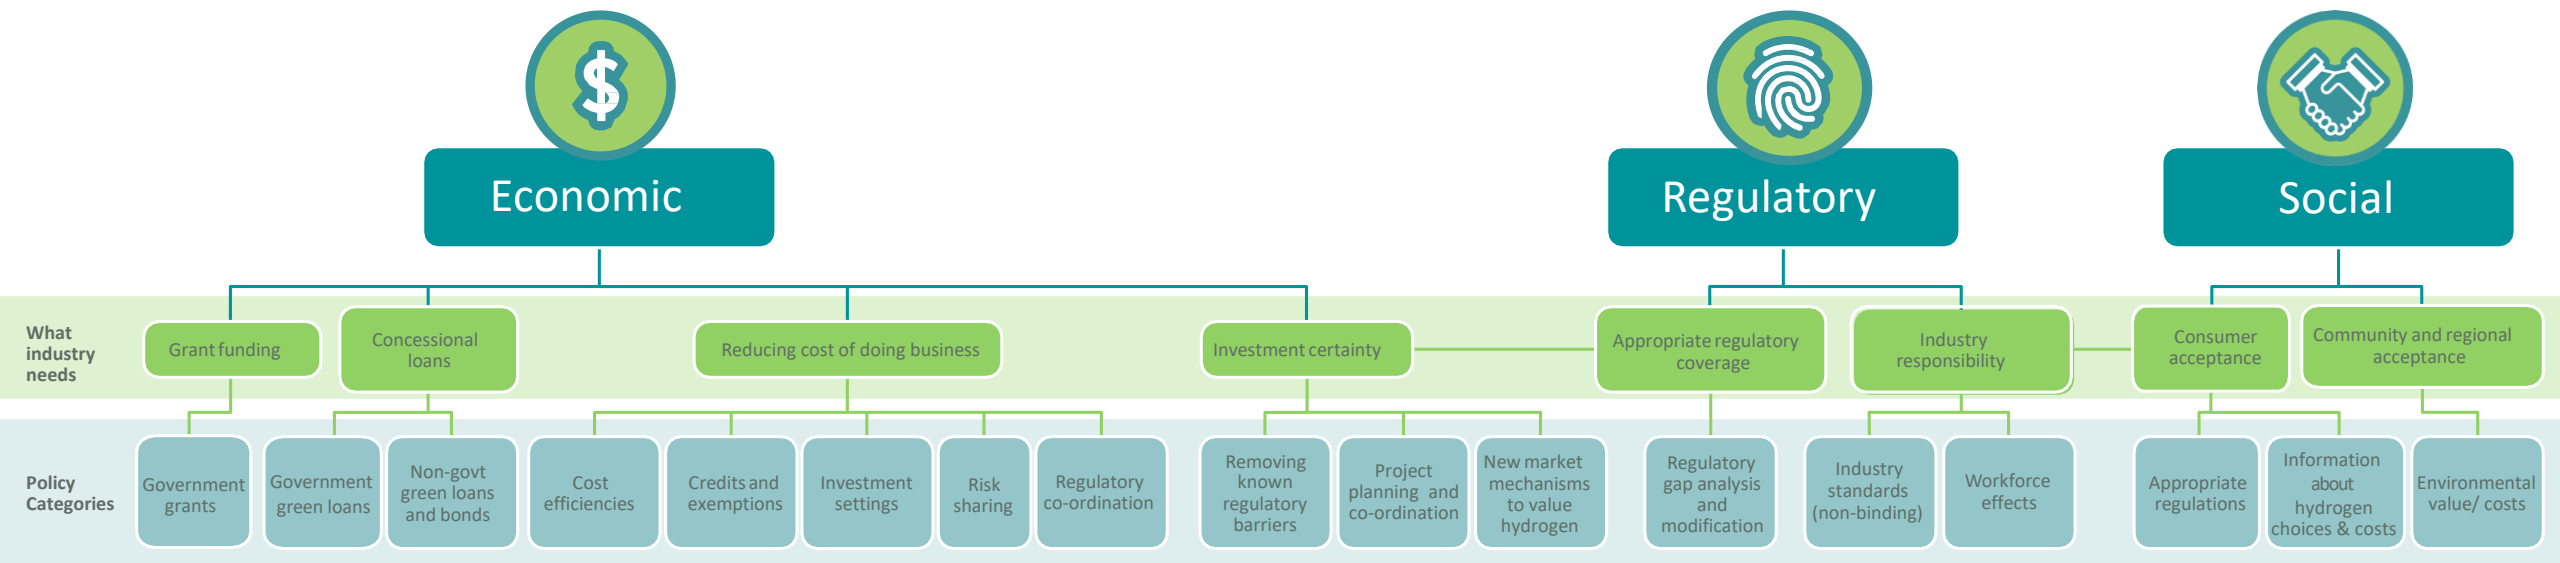 Economic
Regulatory
Social
What
industry
needs
Grant funding
Concessional
loans
Reducing cost of doing business
Investment certainty
Appropriate regulatory
coverage
Industry
responsibility
Consumer
acceptance
Community and regional
acceptance
Policy
Categories
Government
grants
Government
green loans
Non-govt
green loans
and bonds
Cost
efficiencies
Credits and
exemptions
Investment
settings
Risk
sharing
Regulatory
co-ordination
Removing
known
regulatory
barriers
Project
planning and
co-ordination
New market
mechanisms
to value
hydrogen
Regulatory
gap analysis
and
modification
Industry
standards
(non-binding)
Workforce
effects
Appropriate
regulations
Information
about
hydrogen
choices & costs
Environmental
value/ costs